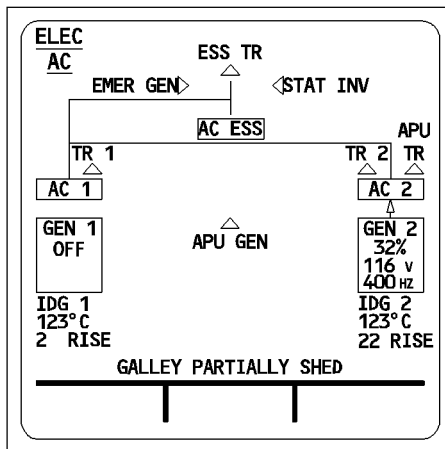 ELEC
AC
ESS TR
EMER GEN
STAT INV
AC ESS
APU
TR 1
TR 2
TR
AC 1
AC 2
GEN 1
OFF
APU GEN
GEN 2
32%
116 V
400 HZ
IDG 1
123°C
2 RISE
IDG 2
123°C
22 RISE
GALLEY PARTIALLY SHED